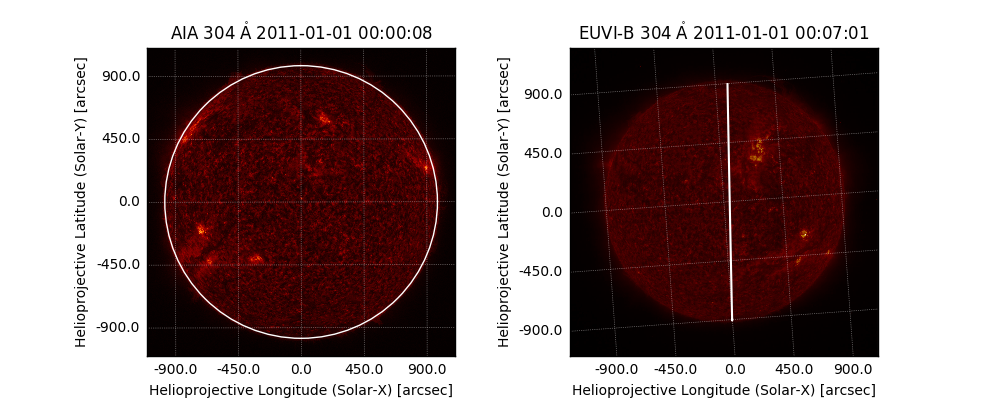 AIA 304 Å 2011-01-01 00:00:08
900.0
450.0
0.0
-450.0
-900.0
-900.0 -450.0 0.0 450.0 900.0
Helioprojective Longitude (Solar-X) [arcsec]
Helioprojective Latitude (Solar-Y) [arcsec]
EUVI-B 304 Å 2011-01-01 00:07:01
900.0
450.0
0.0
-450.0
-900.0
-900.0 -450.0 0.0 450.0 900.0
Helioprojective Longitude (Solar-X) [arcsec]
Helioprojective Latitude (Solar-Y) [arcsec]